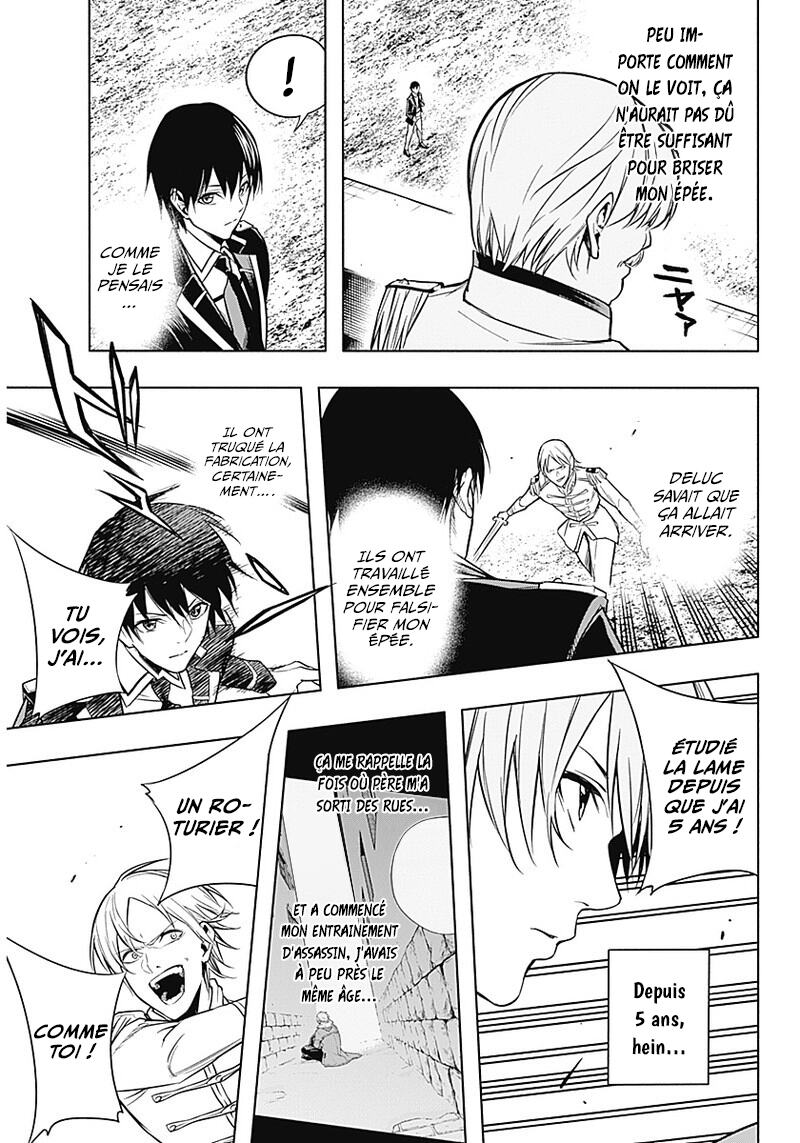 PEU IM-
PORTE COMMENT
ON LE VOIT, ÇA
N'AURAIT PAS DÛ
ÊTRE SUFFISANT
POUR BRISER
MON ÉPÉE.
ニヤァ
!
COMME
JE LE
PENSAIS
...
DELUC
SAVAIT QUE
ÇA ALLAIT
ARRIVER.
ILS ONT
TRAVAILLÉ
ENSEMBLE
POUR FALSI-
FIER MON
ÉPÉE.
IL ONT
TRUQUÉ LA
FABRICATION,
CERTAINE-
MENT....
TU
VOIS,
J'AI...
ÉTUDIÉ
LA LAME
DEPUIS
QUE J'AI
5 ANS !
Depuis
5 ans,
hein...
ÇA ME RAPPELLE LA
FOIS OÙ PÈRE M'A
SORTI DES RUES...
ET A COMMENCÉ
MON ENTRAINEMENT
D'ASSASSIN, J'AVAIS
À PEU PRÈS LE
MÊME ÂGE...
UN RO-
TURIER !
COMME
TOI !